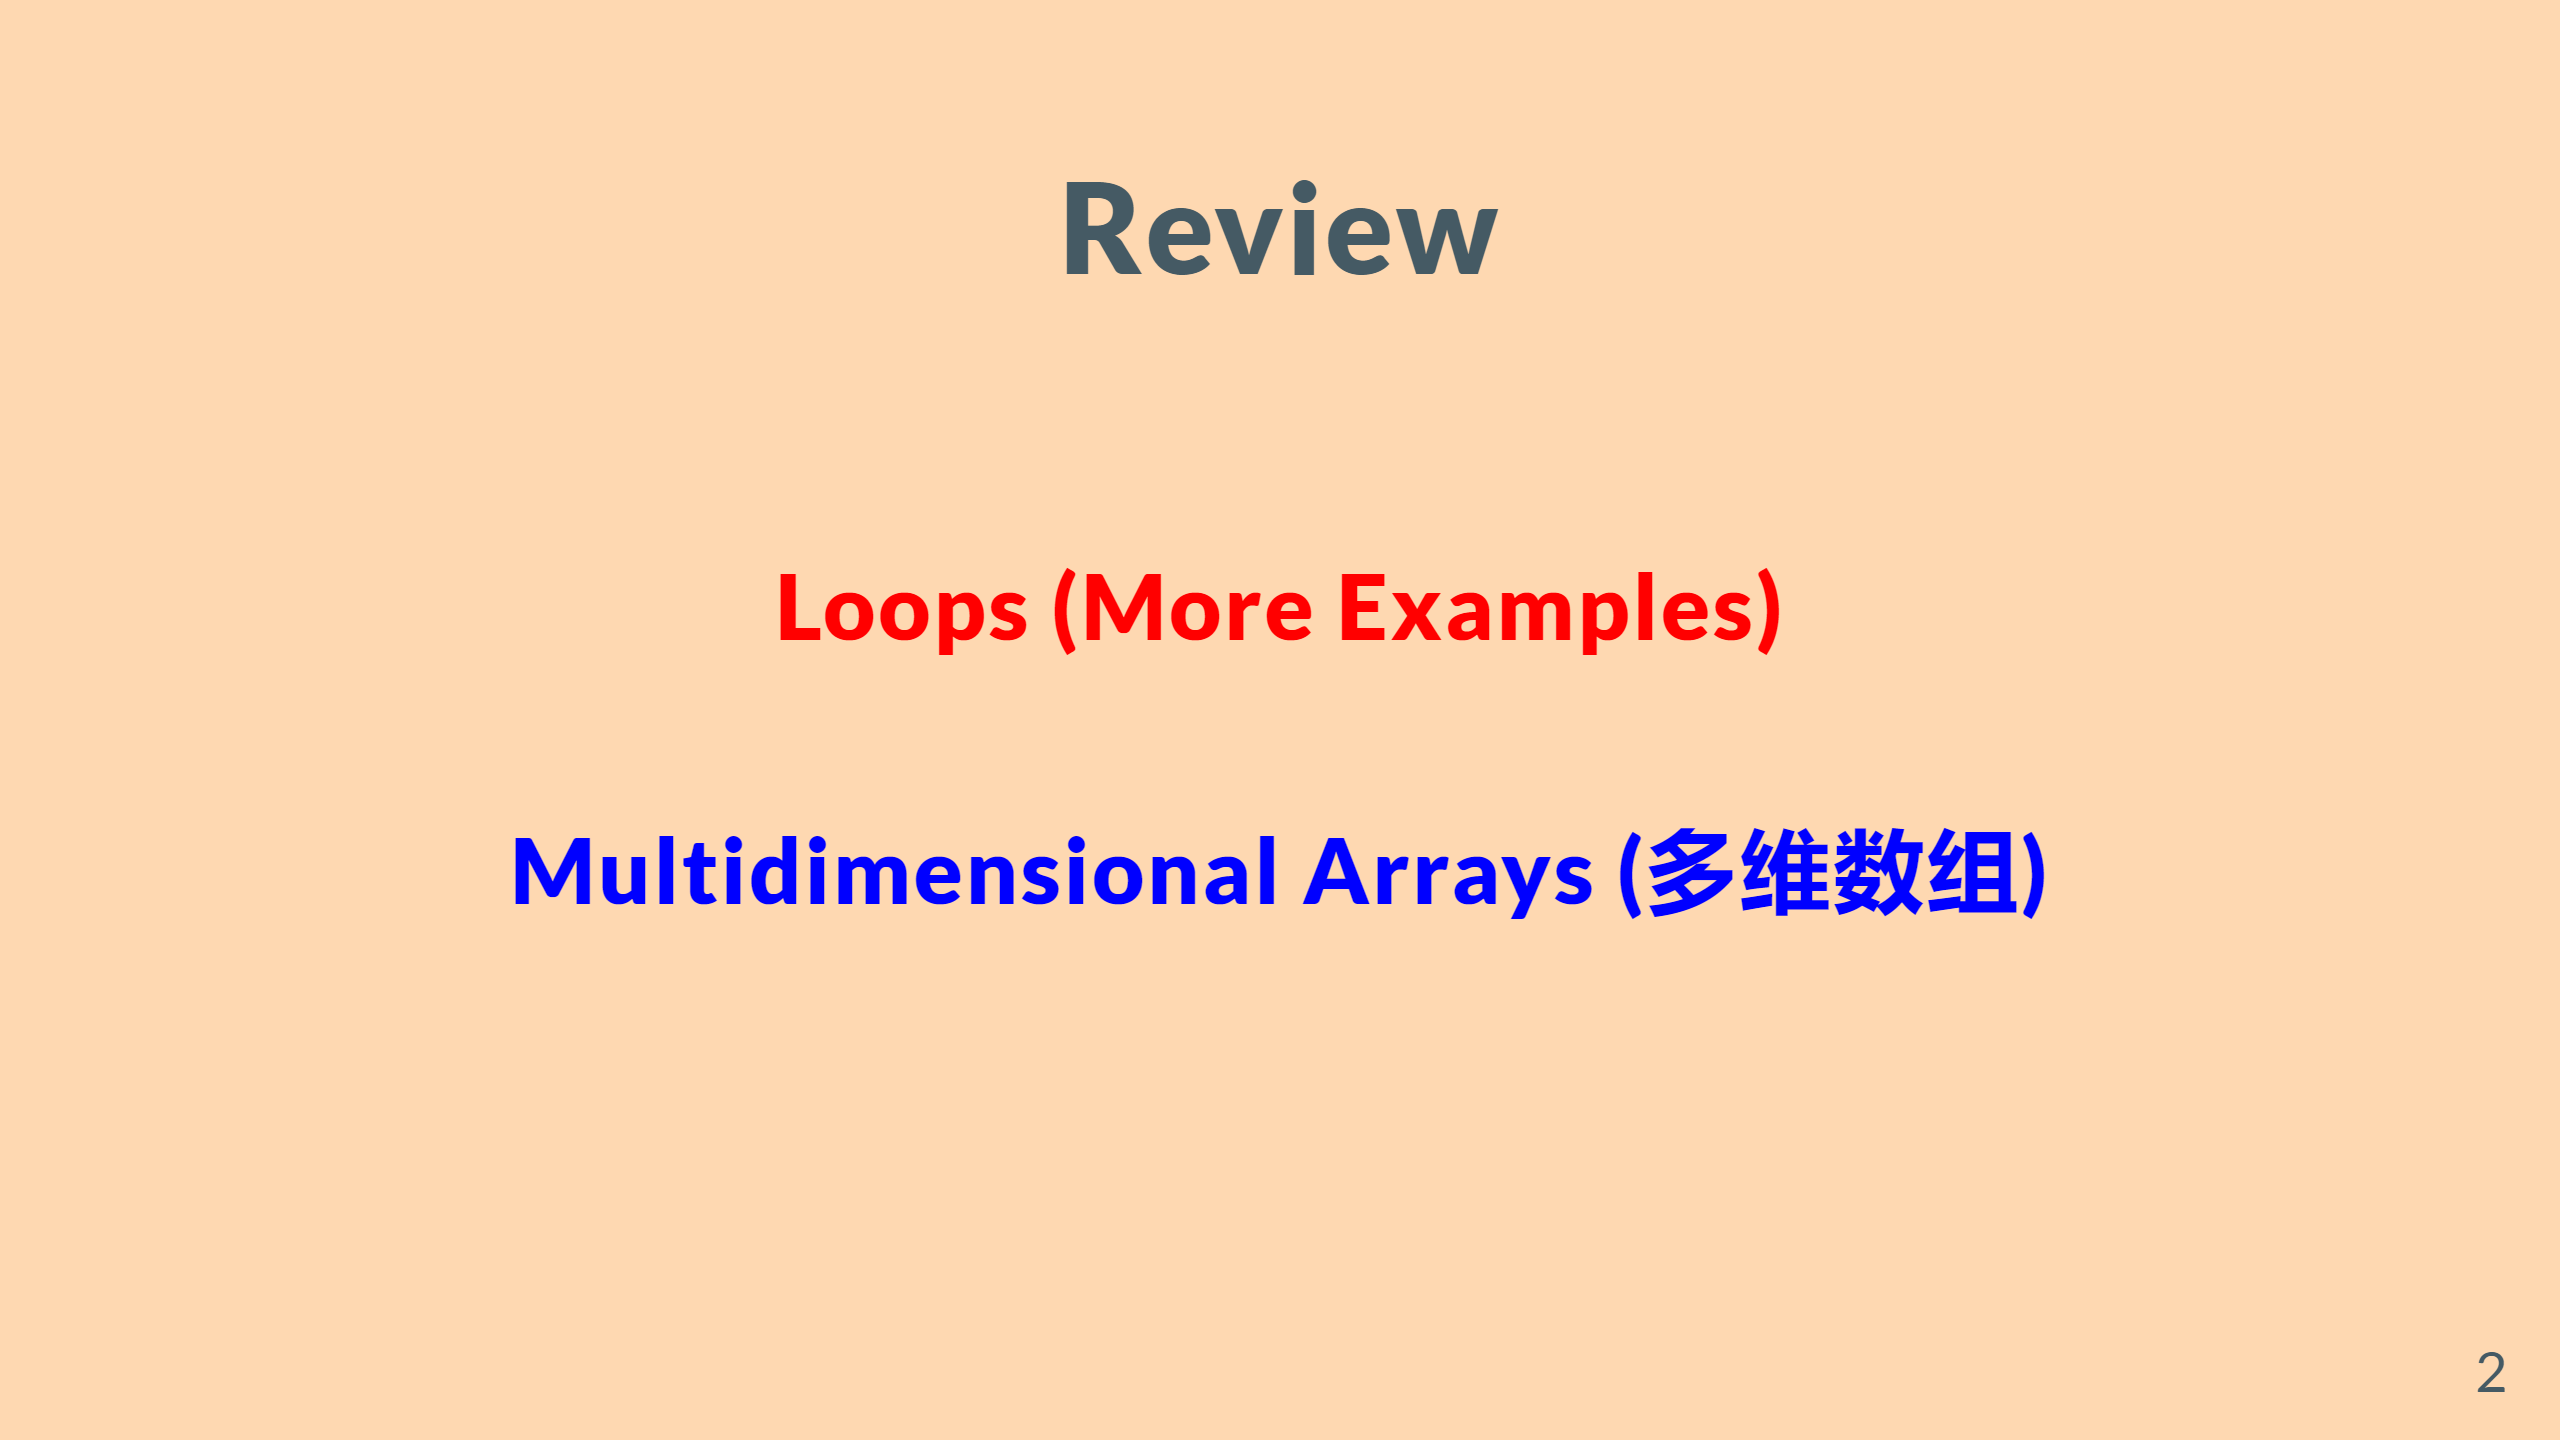 Review
Loops (More Examples)
Multidimensional Arrays (多维数组)
2